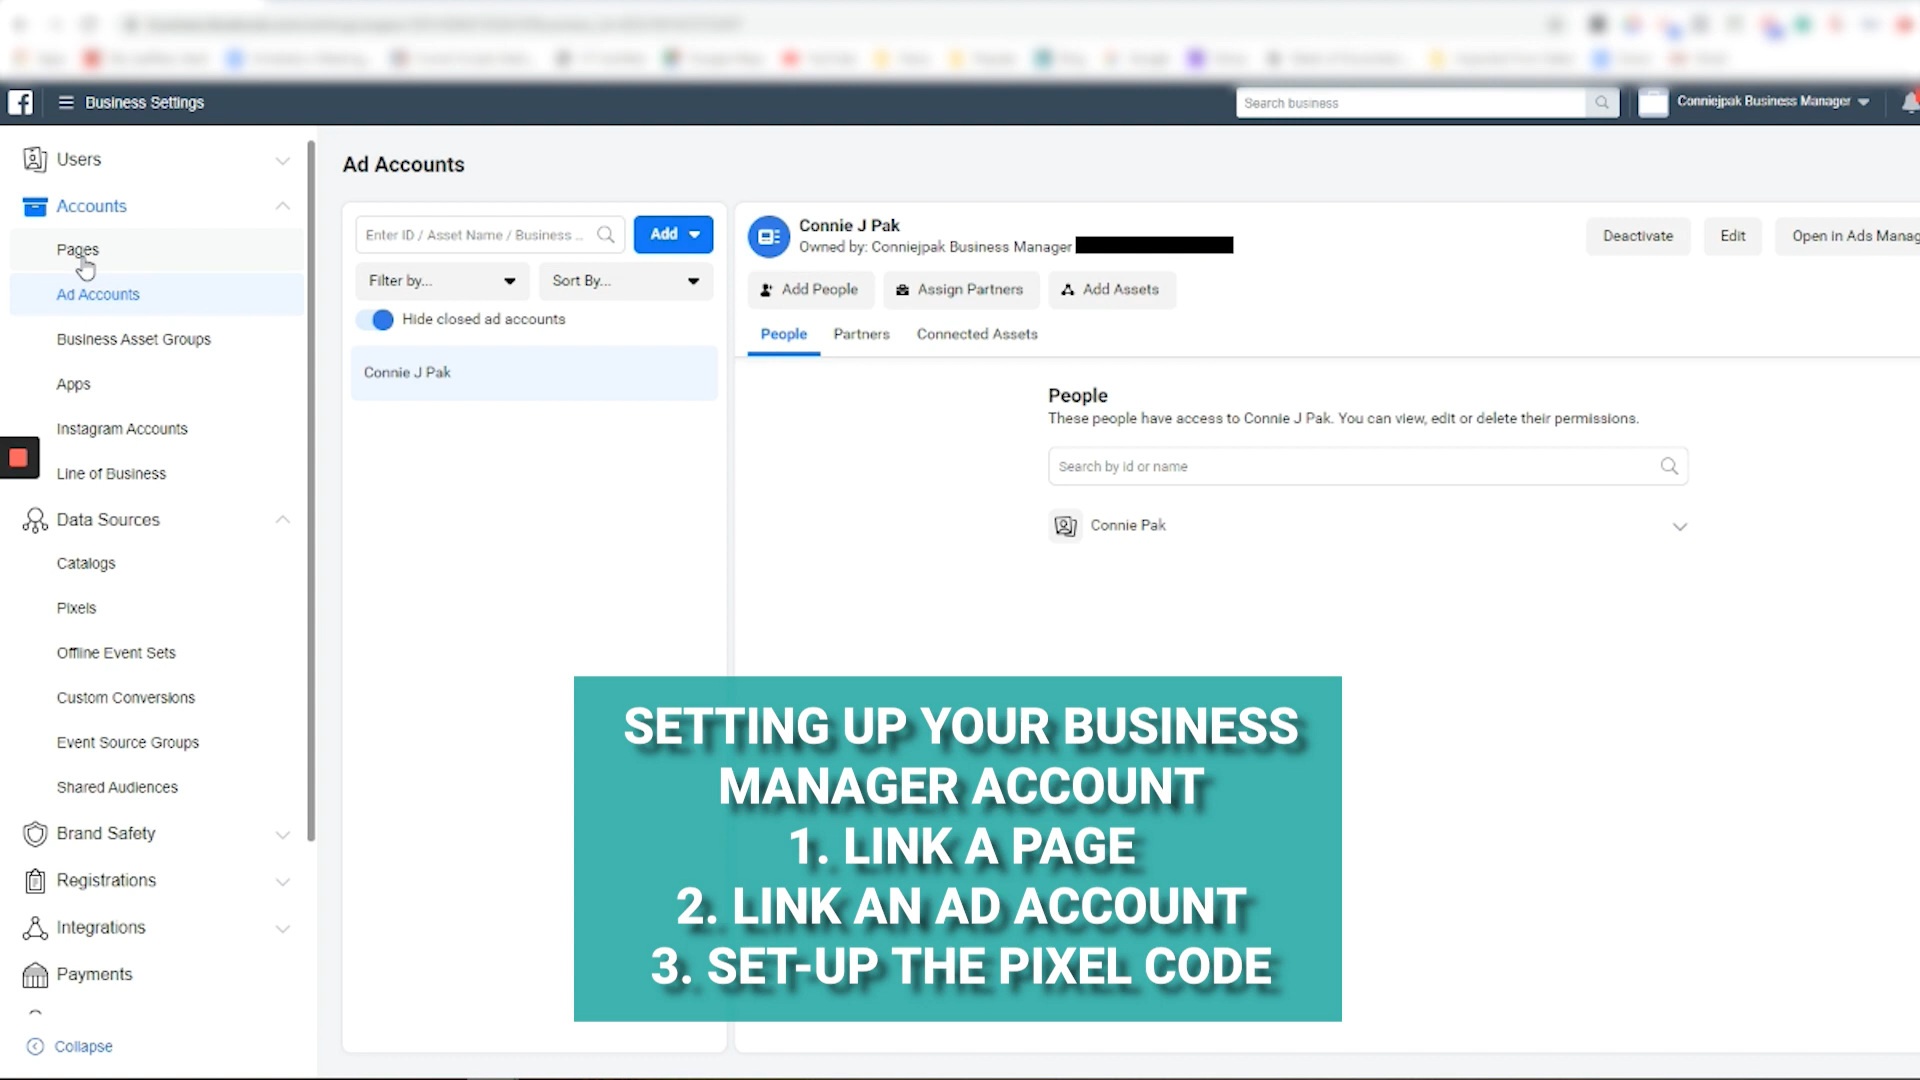 Business Settings
Search business
Conniejpak Business Manager
Users
Accounts
Pages
Ad Accounts
Business Asset Groups
Apps
Instagram Accounts
Line of Business
Data Sources
Catalogs
Pixels
Offline Event Sets
Custom Conversions
Event Source Groups
Shared Audiences
Brand Safety
Registrations
Integrations
Payments
Collapse
Ad Accounts
Enter ID / Asset Name / Business ...
Add
Filter by...
Sort By...
Hide closed ad accounts
Connie J Pak
Connie J Pak
Owned by: Conniejpak Business Manager
Deactivate
Edit
Open in Ads Manag
Add People
Assign Partners
Add Assets
People
Partners
Connected Assets
People
These people have access to Connie J Pak. You can view, edit or delete their permissions.
Search by id or name
Connie Pak
SETTING UP YOUR BUSINESS
MANAGER ACCOUNT
1. LINK A PAGE
2. LINK AN AD ACCOUNT
3. SET-UP THE PIXEL CODE